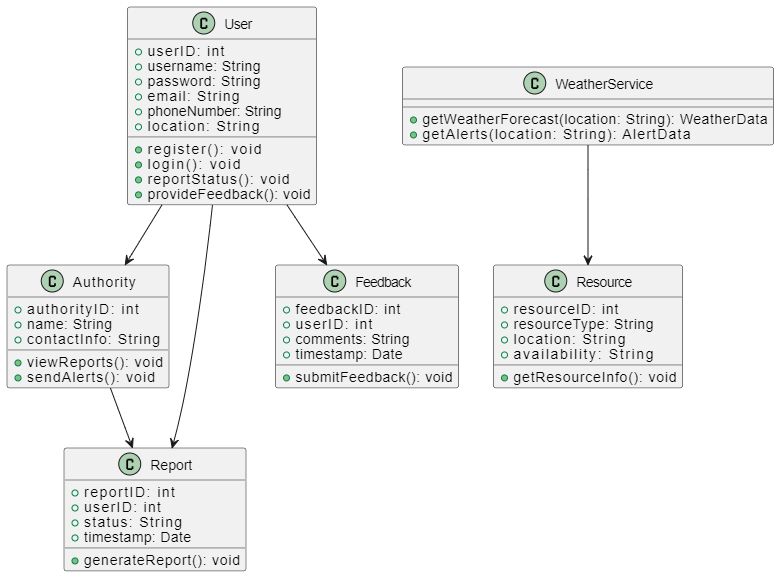 C User
userID: int
username: String
password: String
email: String
phoneNumber: String
location: String
register(): void
login(): void
reportStatus(): void
provideFeedback(): void
C WeatherService
getWeatherForecast(location: String): WeatherData
getAlerts(location: String): AlertData
C Authority
authorityID: int
name: String
contactInfo: String
viewReports(): void
sendAlerts(): void
C Feedback
feedbackID: int
userID: int
comments: String
timestamp: Date
submitFeedback(): void
C Resource
resourceID: int
resourceType: String
location: String
availability: String
getResourceInfo(): void
C Report
reportID: int
userID: int
status: String
timestamp: Date
generateReport(): void